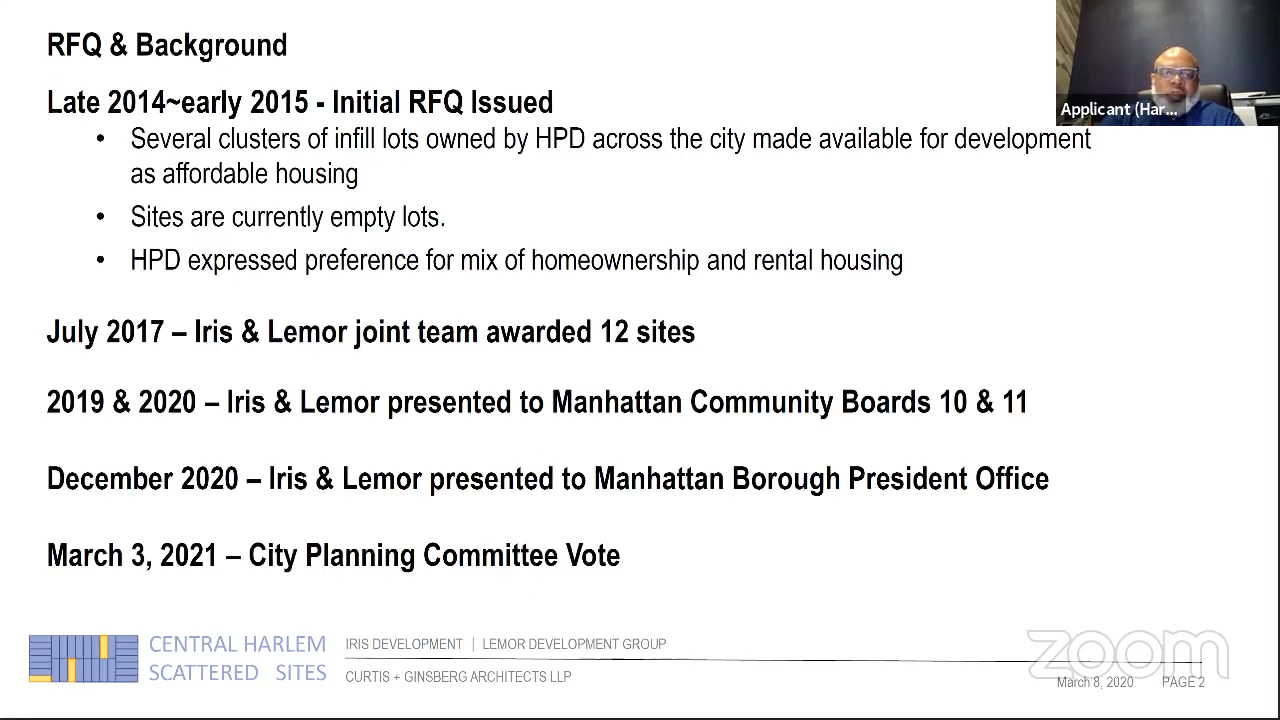 RFQ & Background
Late 2014~early 2015 - Initial RFQ Issued
Applicant (Har...
• Several clusters of infill lots owned by HPD across the city made available for development
as affordable housing
• Sites are currently empty lots.
• HPD expressed preference for mix of homeownership and rental housing
July 2017 – Iris & Lemor joint team awarded 12 sites
2019 & 2020 – Iris & Lemor presented to Manhattan Community Boards 10 & 11
December 2020 – Iris & Lemor presented to Manhattan Borough President Office
March 3, 2021 – City Planning Committee Vote
CENTRAL HARLEM
SCATTERED SITES
IRIS DEVELOPMENT | LEMOR DEVELOPMENT GROUP
CURTIS + GINSBERG ARCHITECTS LLP
zoom
March 8, 2020 PAGE 2